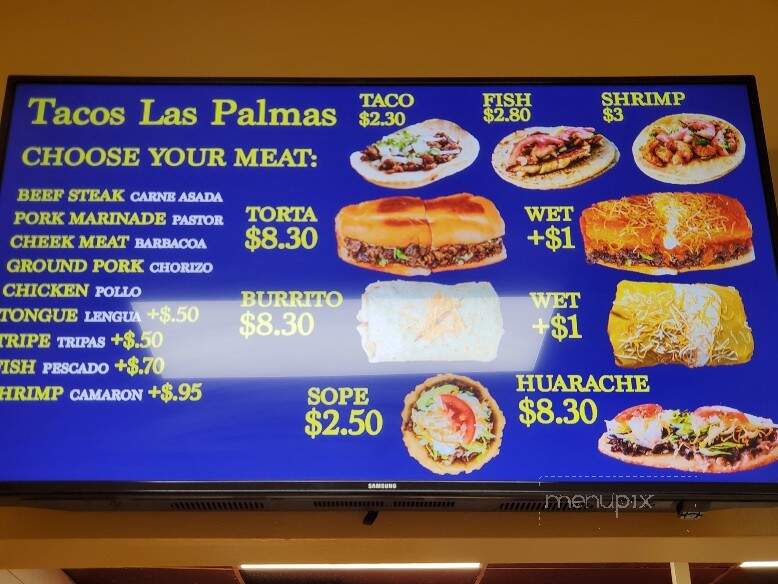 Tacos Las Palmas
CHOOSE YOUR MEAT:
BEEF STEAK CARNE ASADA
PORK MARINADE PASTOR
CHEEK MEAT BARBACOA
GROUND PORK CHORIZO
CHICKEN POLLO
TONGUE LENGUA +$.50
TRIPE TRIPAS +$.50
ISH PESCADO +$.70
HRIMP CAMARON +$.95
TACO
$2.30
FISH
$2.80
SHRIMP
$3
TORTA
$8.30
WET
+$1
BURRITO
$8.30
WET
+$1
SOPE
$2.50
HUARACHE
$8.30
SAMSUNG
menupix